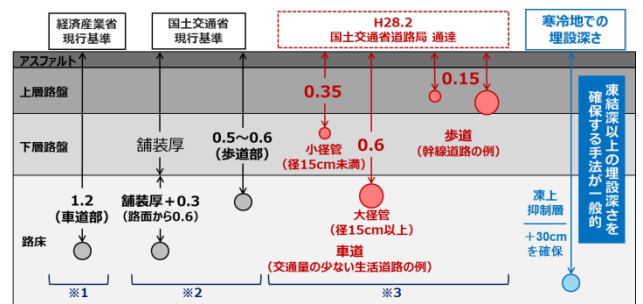 経済産業省
現行基準
国土交通省
現行基準
H28.2
国土交通省道路局 通達
寒冷地での
埋設深さ
アスファルト
上層路盤
0.35
0.15
下層路盤
舗装厚
0.5～0.6
（歩道部）
小径管
（径15cm未満）
0.6
歩道
（幹線道路の例）
凍結深以上の埋設深さを
確保する手法が一般的
1.2
（車道部）
舗装厚＋0.3
（路面から0.6）
大径管
（径15cm以上）
凍上
抑制層
＋30cm
を確保
路床
車道
（交通量の少ない生活道路の例）
※1
※2
※3